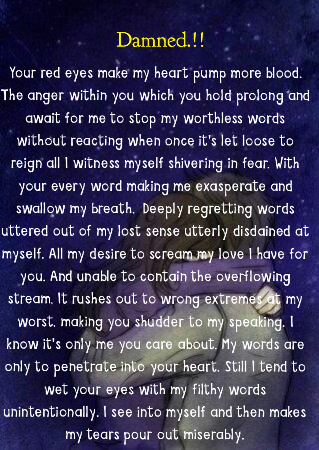 Damned.!!
Your red eyes make my heart pump more blood.
The anger within you which you hold prolong and
await for me to stop my worthless words
without reacting when once it's let loose to
reign all I witness myself shivering in fear. With
your every word making me exasperate and
swallow my breath. Deeply regretting words
uttered out of my lost sense utterly disdained at
myself. All my desire to scream my love I have for
you. And unable to contain the overflowing
stream. It rushes out to wrong extremes at my
worst, making you shudder to my speaking. I
know it's only me you care about. My words are
only to penetrate into your heart. Still I tend to
wet your eyes with my filthy words
unintentionally. I see into myself and then makes
my tears pour out miserably.